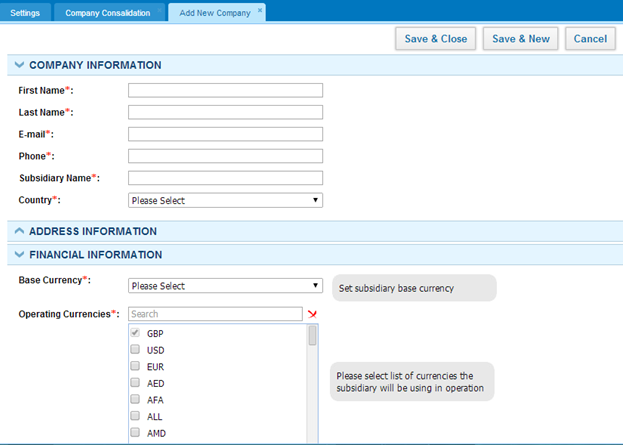 Settings Company Consalidation Add New Company
Save & Close Save & New Cancel
COMPANY INFORMATION
First Name*:
Last Name*:
E-mail*:
Phone*:
Subsidiary Name*:
Country*: Please Select
ADDRESS INFORMATION
FINANCIAL INFORMATION
Base Currency*: Please Select Set subsidiary base currency
Operating Currencies*: Search
GBP
USD
EUR
Please select list of currencies the
AED
subsidiary will be using in operation
AFA
ALL
AMD